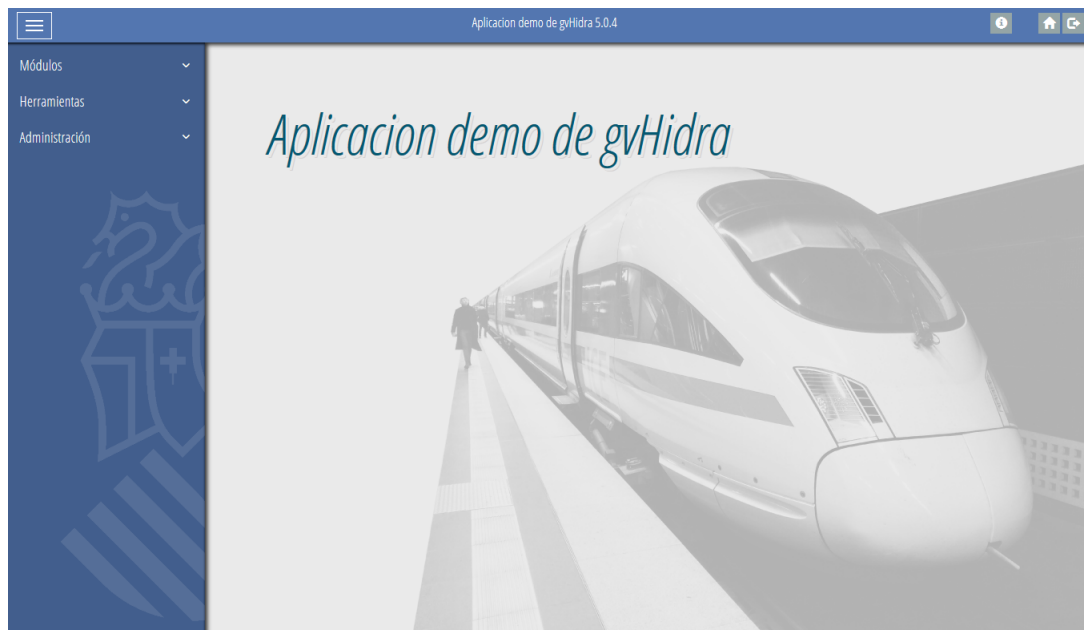 Aplicacion demo de gvHidra 5.0.4
Módulos
Herramientas
Administración
Aplicacion demo de gvHidra